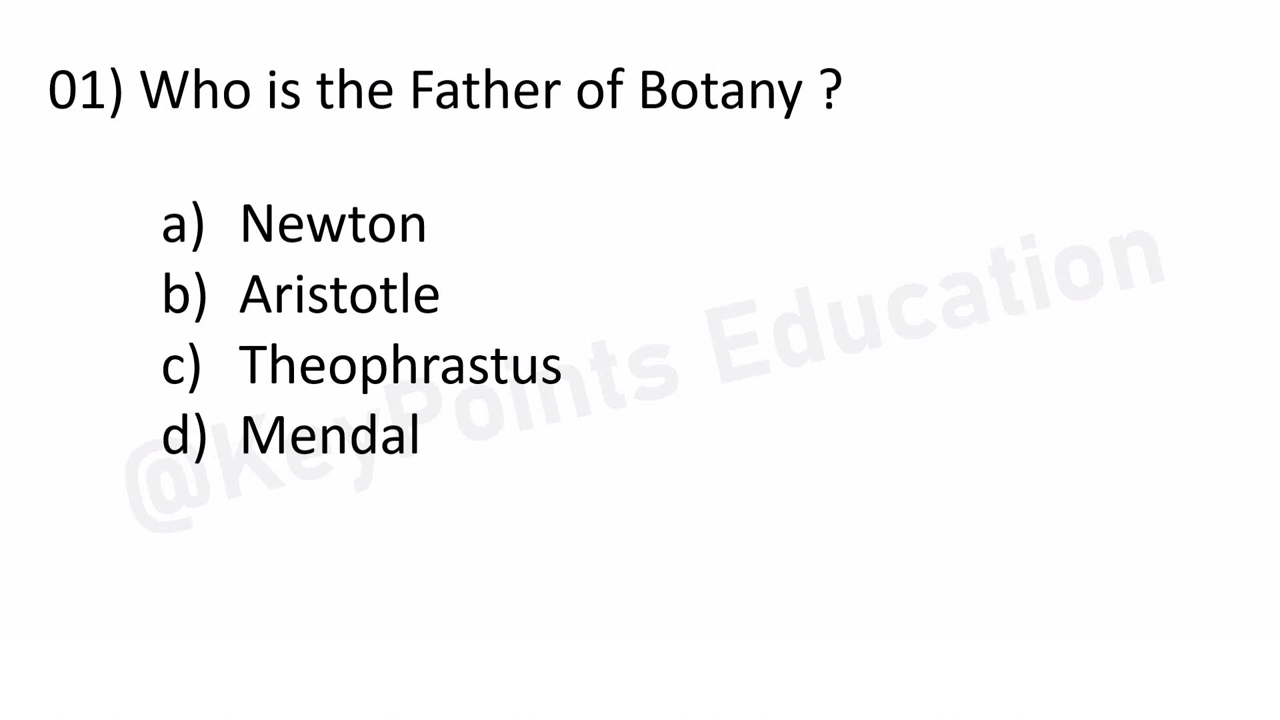 01) Who is the Father of Botany ?
a) Newton
b) Aristotle
c) Theophrastus
d) Mendal
@KeyPoints Education